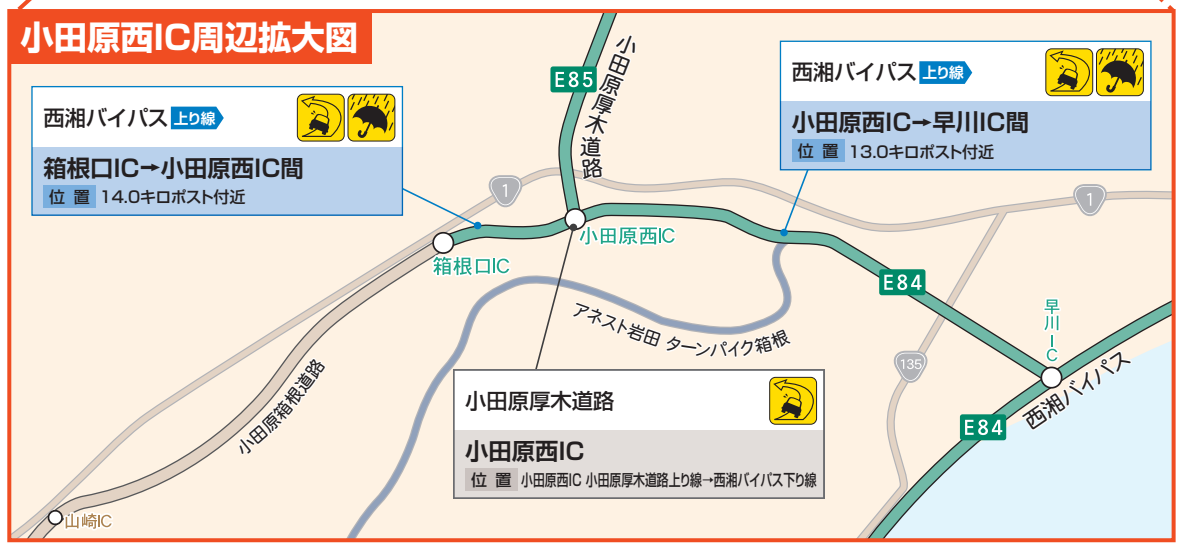 小田原西IC周辺拡大図
西湘バイパス 上り線
箱根口IC→小田原西IC間
位置 14.0キロポスト付近
E85
小田原厚木道路
西湘バイパス 上り線
小田原西IC→早川IC間
位置 13.0キロポスト付近
1
1
小田原西IC
箱根口IC
E84
アネスト岩田 ターンパイク箱根
早川IC
135
西湘バイパス
小田原箱根道路
小田原厚木道路
小田原西IC
位置 小田原西IC 小田原厚木道路上り線→西湘バイパス下り線
E84
山崎IC